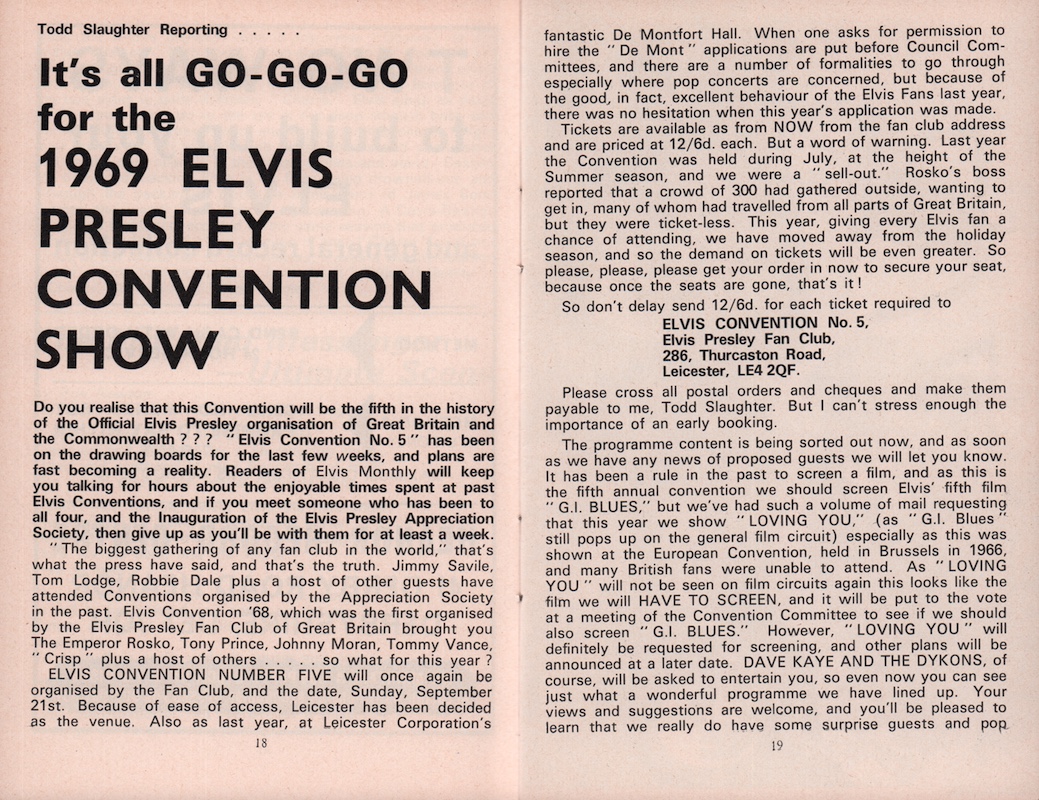 Todd Slaughter Reporting . . . . .
It's all GO-GO-GO
for the
1969 ELVIS
PRESLEY
CONVENTION
SHOW
Do you realise that this Convention will be the fifth in the history
of the Official Elvis Presley organisation of Great Britain and
the Commonwealth ? ? ? "Elvis Convention No. 5" has been
on the drawing boards for the last few weeks, and plans are
fast becoming a reality. Readers of Elvis Monthly will keep
you talking for hours about the enjoyable times spent at past
Elvis Conventions, and if you meet someone who has been to
all four, and the Inauguration of the Elvis Presley Appreciation
Society, then give up as you'll be with them for at least a week.
"The biggest gathering of any fan club in the world," that's
what the press have said, and that's the truth. Jimmy Savile,
Tom Lodge, Robbie Dale plus a host of other guests have
attended Conventions organised by the Appreciation Society
in the past. Elvis Convention '68, which was the first organised
by the Elvis Presley Fan Club of Great Britain brought you
The Emperor Rosko, Tony Prince, Johnny Moran, Tommy Vance,
"Crisp" plus a host of others . . . . . so what for this year ?
ELVIS CONVENTION NUMBER FIVE will once again be
organised by the Fan Club, and the date, Sunday, September
21st. Because of ease of access, Leicester has been decided
as the venue. Also as last year, at Leicester Corporation's
18
fantastic De Montfort Hall. When one asks for permission to
hire the "De Mont" applications are put before Council Com-
mittees, and there are a number of formalities to go through
especially where pop concerts are concerned, but because of
the good, in fact, excellent behaviour of the Elvis Fans last year,
there was no hesitation when this year's application was made.
Tickets are available as from NOW from the fan club address
and are priced at 12/6d. each. But a word of warning. Last year
the Convention was held during July, at the height of the
Summer season, and we were a "sell-out." Rosko's boss
reported that a crowd of 300 had gathered outside, wanting to
get in, many of whom had travelled from all parts of Great Britain,
but they were ticket-less. This year, giving every Elvis fan a
chance of attending, we have moved away from the holiday
season, and so the demand on tickets will be even greater. So
please, please, please get your order in now to secure your seat,
because once the seats are gone, that's it !
So don't delay send 12/6d. for each ticket required to
ELVIS CONVENTION No. 5,
Elvis Presley Fan Club,
286, Thurcaston Road,
Leicester, LE4 2QF.
Please cross all postal orders and cheques and make them
payable to me, Todd Slaughter. But I can't stress enough the
importance of an early booking.
The programme content is being sorted out now, and as soon
as we have any news of proposed guests we will let you know.
It has been a rule in the past to screen a film, and as this is
the fifth annual convention we should screen Elvis' fifth film
"G.I. BLUES," but we've had such a volume of mail requesting
that this year we show "LOVING YOU," (as "G.I. Blues"
still pops up on the general film circuit) especially as this was
shown at the European Convention, held in Brussels in 1966,
and many British fans were unable to attend. As "LOVING
YOU" will not be seen on film circuits again this looks like the
film we will HAVE TO SCREEN, and it will be put to the vote
at a meeting of the Convention Committee to see if we should
also screen "G.I. BLUES." However, "LOVING YOU" will
definitely be requested for screening, and other plans will be
announced at a later date. DAVE KAYE AND THE DYKONS, of
course, will be asked to entertain you, so even now you can see
just what a wonderful programme we have lined up. Your
views and suggestions are welcome, and you'll be pleased to
learn that we really do have some surprise guests and pop
19